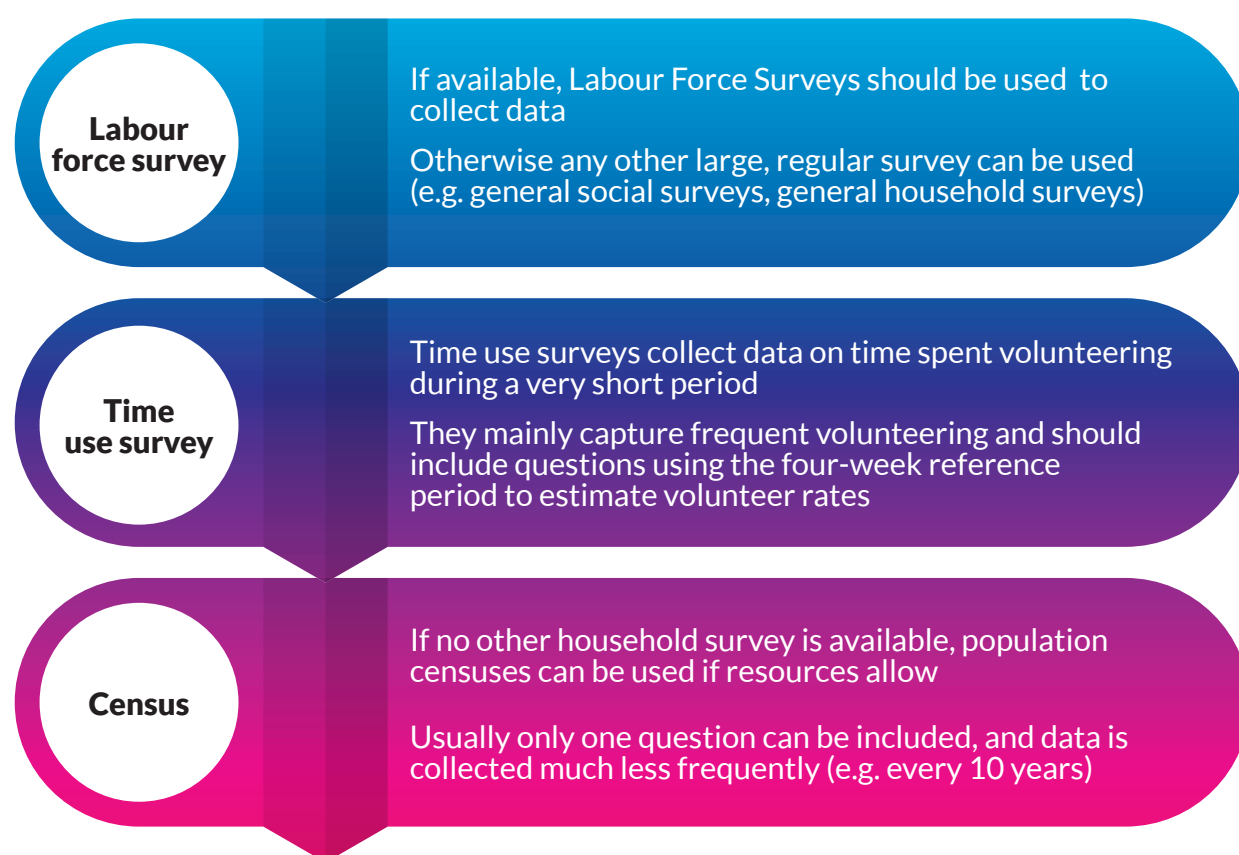 Labour
force survey
If available, Labour Force Surveys should be used to
collect data
Otherwise any other large, regular survey can be used
(e.g. general social surveys, general household surveys)
Time
use survey
Time use surveys collect data on time spent volunteering
during a very short period
They mainly capture frequent volunteering and should
include questions using the four-week reference
period to estimate volunteer rates
Census
If no other household survey is available, population
censuses can be used if resources allow
Usually only one question can be included, and data is
collected much less frequently (e.g. every 10 years)